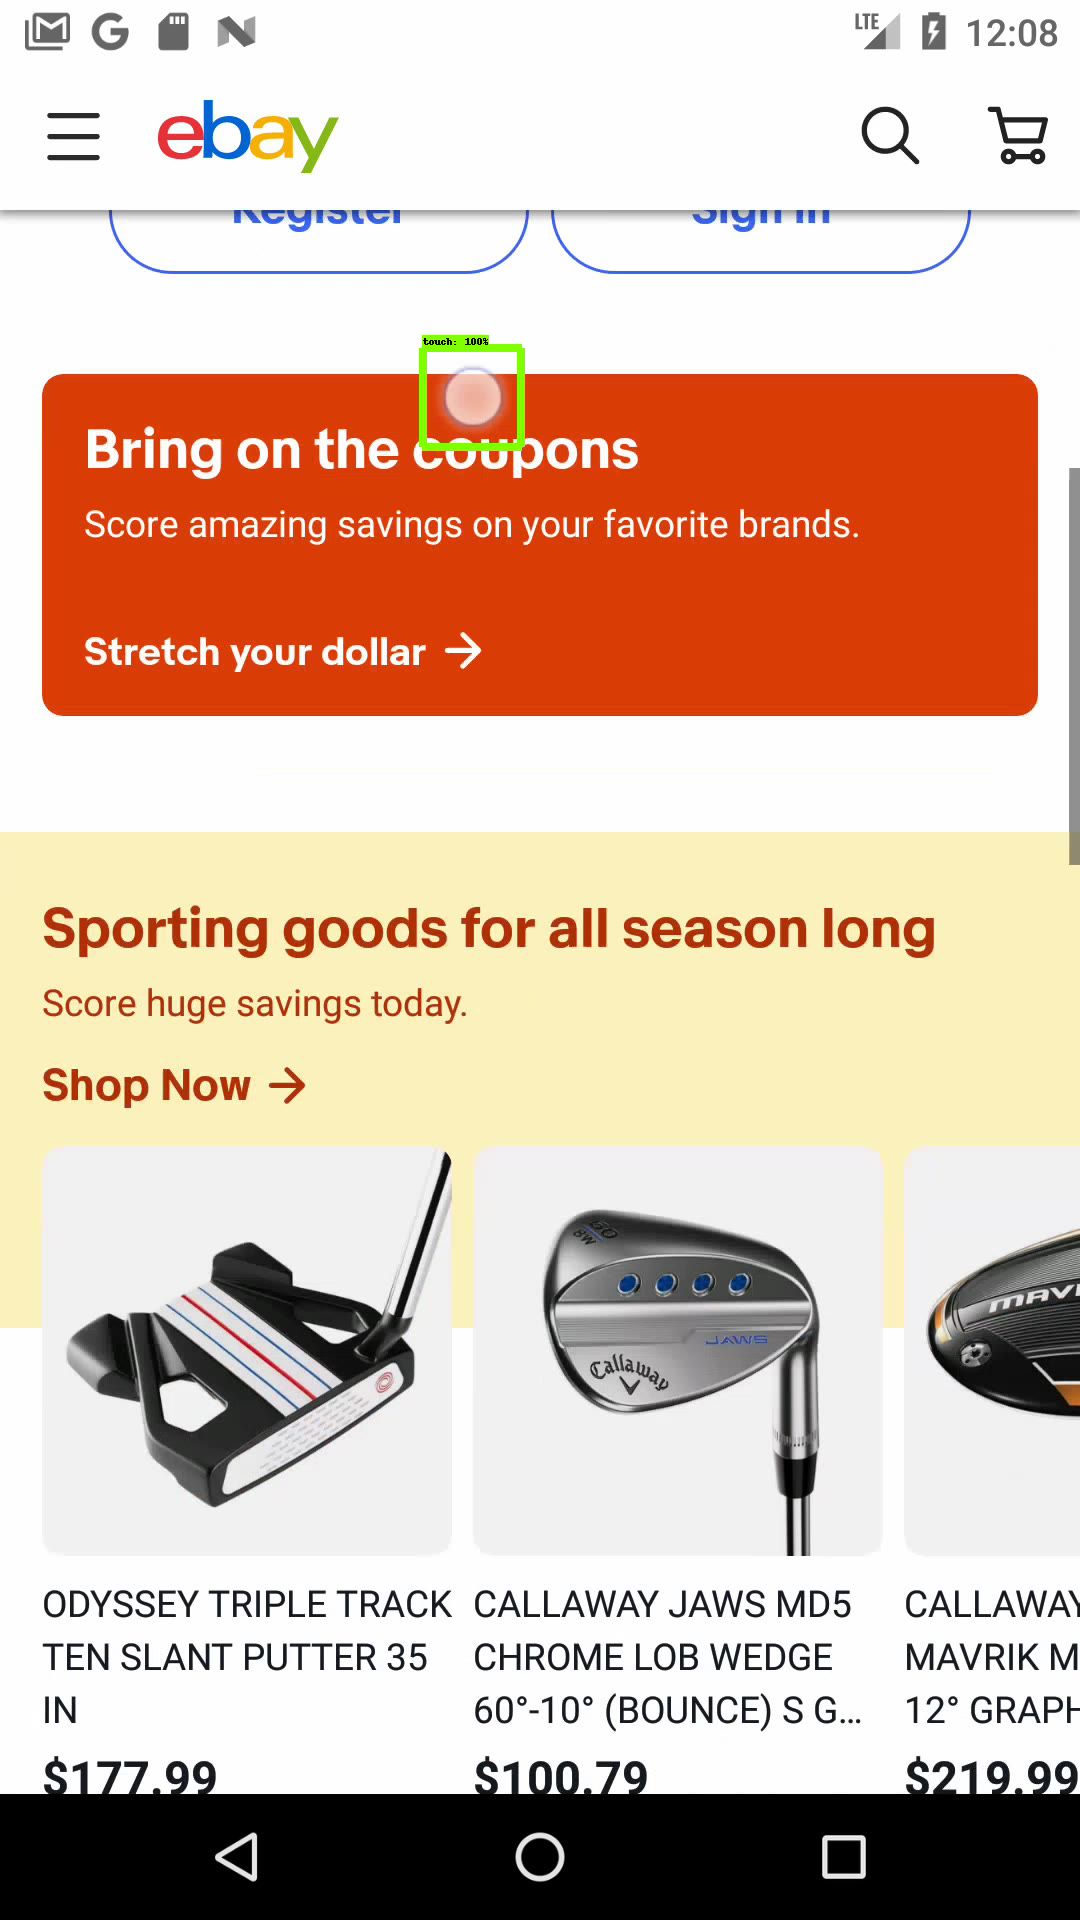 LTE 12:08
ebay
Register Sign in
touch: 100%
Bring on the coupons
Score amazing savings on your favorite brands.
Stretch your dollar →
Sporting goods for all season long
Score huge savings today.
Shop Now →
JAWS
Callaway
MAVRI
ODYSSEY TRIPLE TRACK
TEN SLANT PUTTER 35
IN
$177.99
CALLAWAY JAWS MD5
CHROME LOB WEDGE
60°-10° (BOUNCE) S G...
$100.79
CALLAWAY
MAVRIK M
12° GRAPH
$219.99